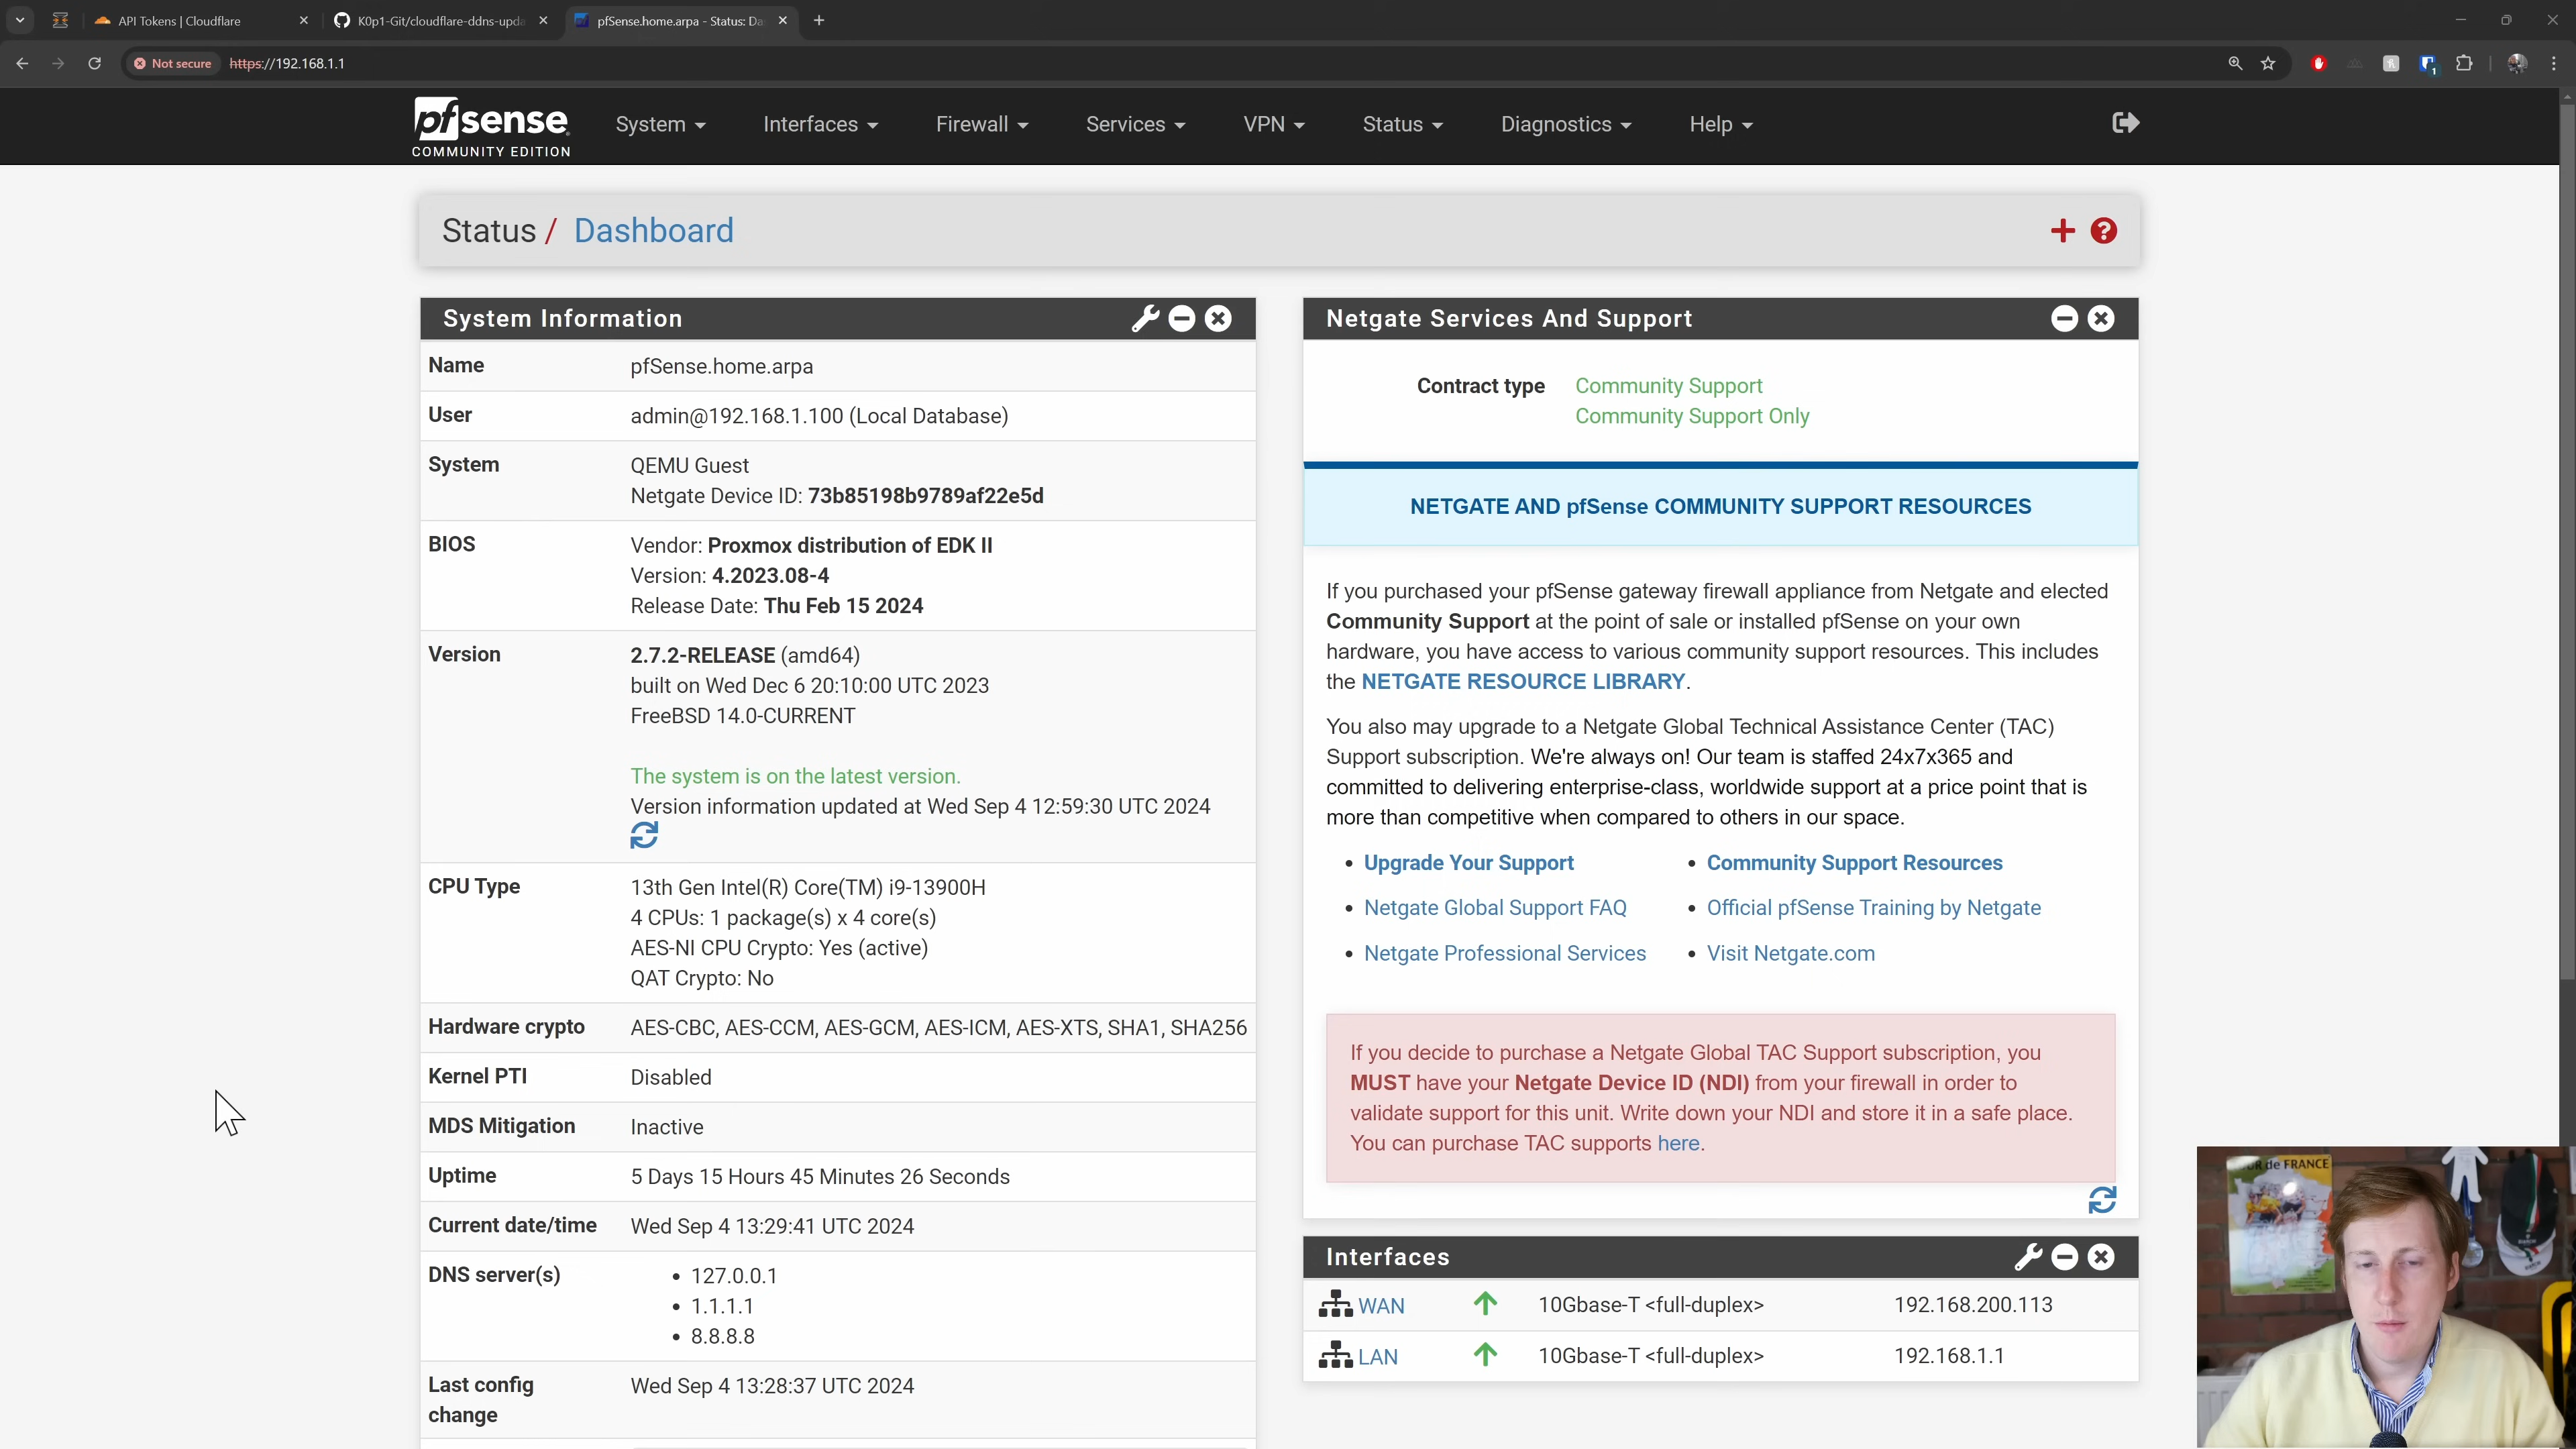 API Tokens | Cloudflare
K0p1-Git/cloudflare-ddns-upda
pfSense.home.arpa - Status: Da
Not secure https://192.168.1.1
pfsense
COMMUNITY EDITION
System Interfaces Firewall Services VPN Status Diagnostics Help
Status / Dashboard
System Information
Name pfSense.home.arpa
User admin@192.168.1.100 (Local Database)
System QEMU Guest
Netgate Device ID: 73b85198b9789af22e5d
BIOS Vendor: Proxmox distribution of EDK II
Version: 4.2023.08-4
Release Date: Thu Feb 15 2024
Version 2.7.2-RELEASE (amd64)
built on Wed Dec 6 20:10:00 UTC 2023
FreeBSD 14.0-CURRENT
The system is on the latest version.
Version information updated at Wed Sep 4 12:59:30 UTC 2024
CPU Type 13th Gen Intel(R) Core(TM) i9-13900H
4 CPUs: 1 package(s) x 4 core(s)
AES-NI CPU Crypto: Yes (active)
QAT Crypto: No
Hardware crypto AES-CBC, AES-CCM, AES-GCM, AES-ICM, AES-XTS, SHA1, SHA256
Kernel PTI Disabled
MDS Mitigation Inactive
Uptime 5 Days 15 Hours 45 Minutes 26 Seconds
Current date/time Wed Sep 4 13:29:41 UTC 2024
DNS server(s) • 127.0.0.1
• 1.1.1.1
• 8.8.8.8
Last config Wed Sep 4 13:28:37 UTC 2024
change
Netgate Services And Support
Contract type Community Support
Community Support Only
NETGATE AND pfSense COMMUNITY SUPPORT RESOURCES
If you purchased your pfSense gateway firewall appliance from Netgate and elected
Community Support at the point of sale or installed pfSense on your own
hardware, you have access to various community support resources. This includes
the NETGATE RESOURCE LIBRARY.
You also may upgrade to a Netgate Global Technical Assistance Center (TAC)
Support subscription. We're always on! Our team is staffed 24x7x365 and
committed to delivering enterprise-class, worldwide support at a price point that is
more than competitive when compared to others in our space.
• Upgrade Your Support • Community Support Resources
• Netgate Global Support FAQ • Official pfSense Training by Netgate
• Netgate Professional Services • Visit Netgate.com
If you decide to purchase a Netgate Global TAC Support subscription, you
MUST have your Netgate Device ID (NDI) from your firewall in order to
validate support for this unit. Write down your NDI and store it in a safe place.
You can purchase TAC supports here.
Interfaces
WAN 10Gbase-T <full-duplex> 192.168.200.113
LAN 10Gbase-T <full-duplex> 192.168.1.1
de FRANCE